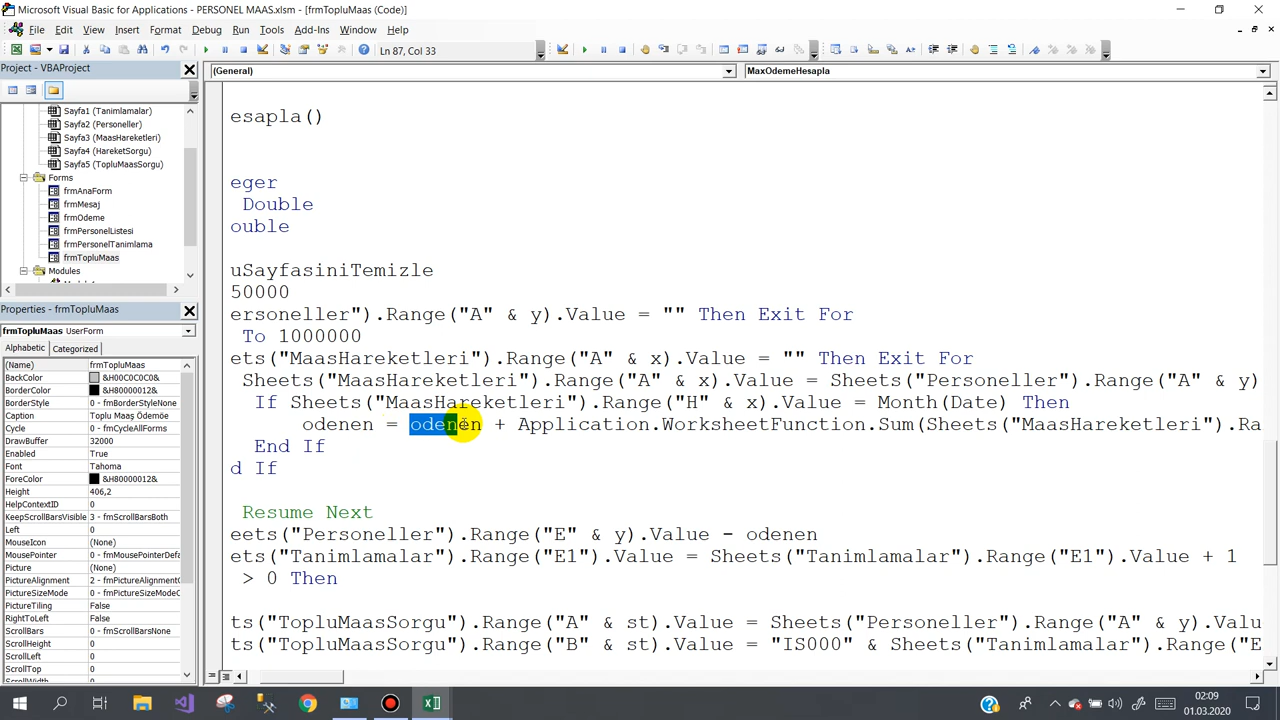 Microsoft Visual Basic for Applications - PERSONEL MAAS.xlsm - [frmTopluMaas (Code)]
File Edit View Insert Format Debug Run Tools Add-Ins Window Help
Ln 87, Col 33
Project - VBAProject
Sayfa1 (Tanimlamalar)
Sayfa2 (Personeller)
Sayfa3 (MaasHareketleri)
Sayfa4 (HareketSorgu)
Sayfa5 (TopluMaasSorgu)
Forms
frmAnaForm
frmMesaj
frmOdeme
frmPersonelListesi
frmPersonelTanimlama
frmTopluMaas
Modules
Properties - frmTopluMaas
frmTopluMaas UserForm
Alphabetic Categorized
(Name) frmTopluMaas
BackColor &H00C0C0C0&
BorderColor &H80000012&
BorderStyle 0 - fmBorderStyleNone
Caption Toplu Maaş Ödemöe
Cycle 0 - fmCycleAllForms
DrawBuffer 32000
Enabled True
Font Tahoma
ForeColor &H80000012&
Height 406,2
HelpContextID 0
KeepScrollBarsVisible 3 - fmScrollBarsBoth
Left 0
MouseIcon (None)
MousePointer 0 - fmMousePointerDefa
Picture (None)
PictureAlignment 2 - fmPictureAlignmentC
PictureSizeMode 0 - fmPictureSizeModeC
PictureTiling False
RightToLeft False
ScrollBars 0 - fmScrollBarsNone
ScrollHeight 0
ScrollLeft 0
ScrollTop 0
ScrollWidth 0
(General) MaxOdemeHesapla
esapla()
eger
Double
ouble
uSayfasiniTemizle
50000
ersoneller").Range("A" & y).Value = "" Then Exit For
To 1000000
ets("MaasHareketleri").Range("A" & x).Value = "" Then Exit For
Sheets("MaasHareketleri").Range("A" & x).Value = Sheets("Personeller").Range("A" & y)
If Sheets("MaasHareketleri").Range("H" & x).Value = Month(Date) Then
odenen = odenen + Application.WorksheetFunction.Sum(Sheets("MaasHareketleri").Ra
End If
d If
Resume Next
eets("Personeller").Range("E" & y).Value - odenen
ets("Tanimlamalar").Range("E1").Value = Sheets("Tanimlamalar").Range("E1").Value + 1
> 0 Then
ts("TopluMaasSorgu").Range("A" & st).Value = Sheets("Personeller").Range("A" & y).Valu
ts("TopluMaasSorgu").Range("B" & st).Value = "IS000" & Sheets("Tanimlamalar").Range("E
02:09
01.03.2020